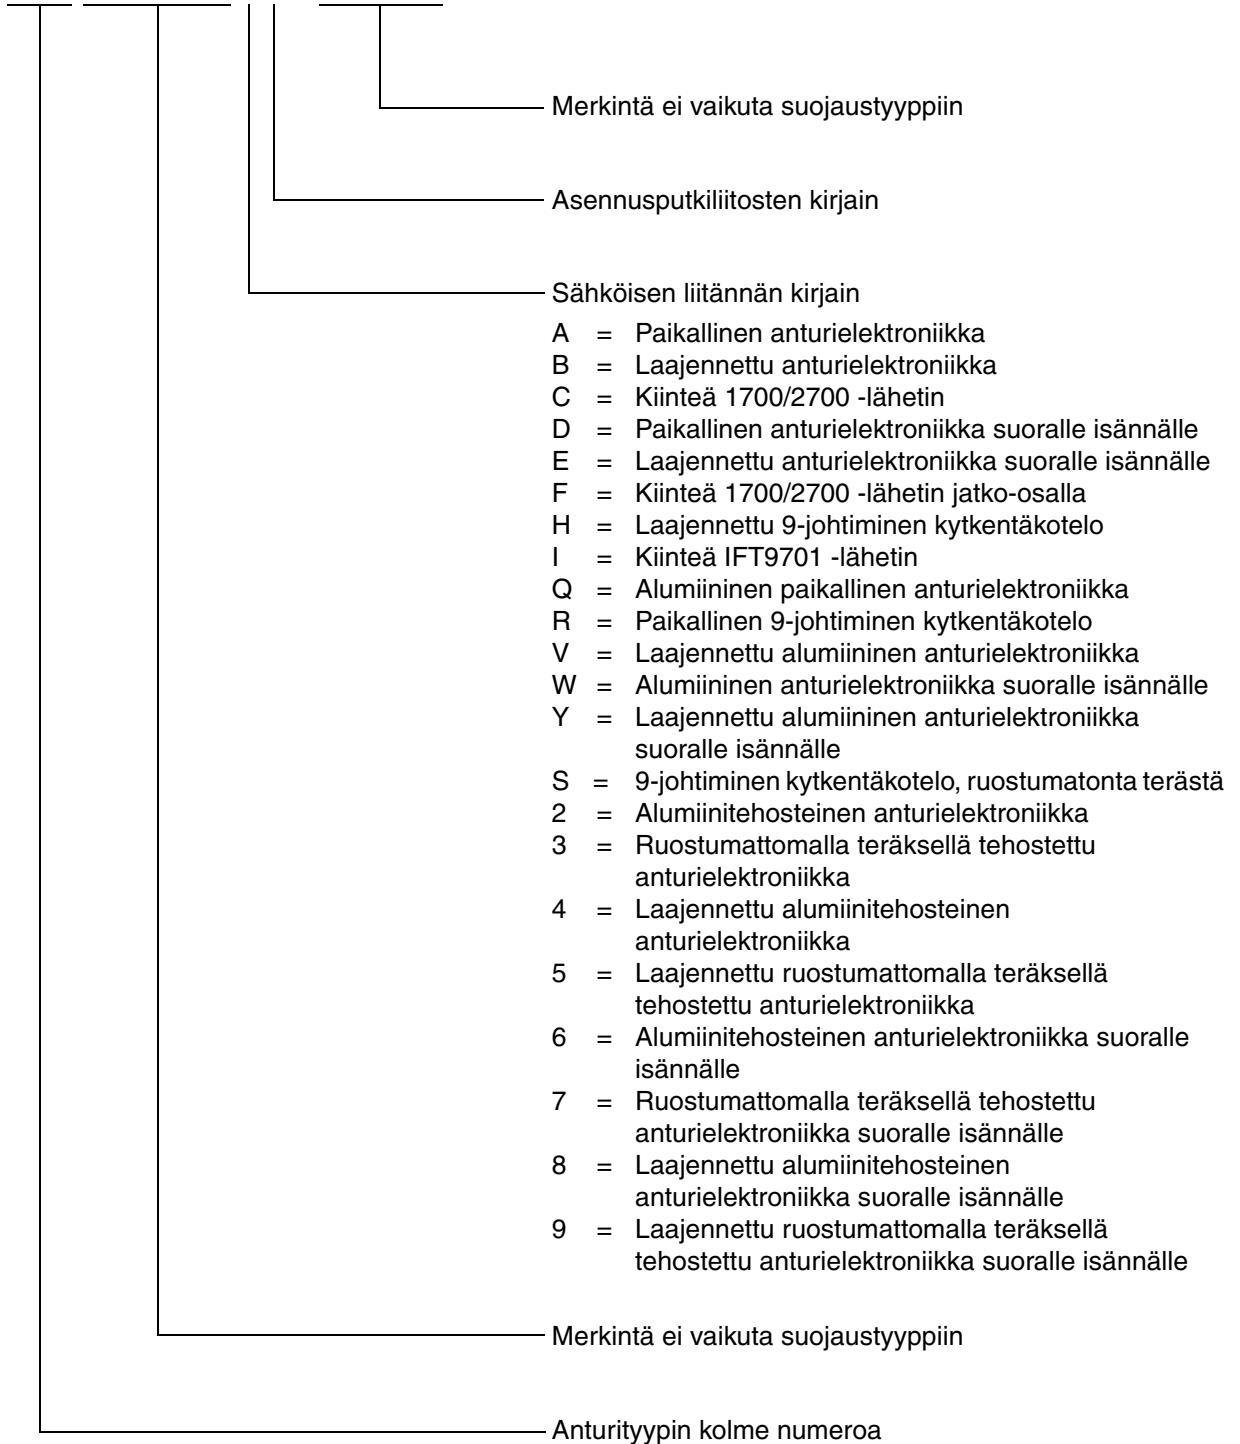 Merkintä ei vaikuta suojaustyyppiin
Asennusputkiliitosten kirjain
Sähköisen liitännän kirjain
A = Paikallinen anturielektroniikka
B = Laajennettu anturielektroniikka
C = Kiinteä 1700/2700 -lähetin
D = Paikallinen anturielektroniikka suoralle isännälle
E = Laajennettu anturielektroniikka suoralle isännälle
F = Kiinteä 1700/2700 -lähetin jatko-osalla
H = Laajennettu 9-johtiminen kytkentäkotelo
I = Kiinteä IFT9701 -lähetin
Q = Alumiininen paikallinen anturielektroniikka
R = Paikallinen 9-johtiminen kytkentäkotelo
V = Laajennettu alumiininen anturielektroniikka
W = Alumiininen anturielektroniikka suoralle isännälle
Y = Laajennettu alumiininen anturielektroniikka
suoralle isännälle
S = 9-johtiminen kytkentäkotelo, ruostumatonta terästä
2 = Alumiinitehosteinen anturielektroniikka
3 = Ruostumattomalla teräksellä tehostettu
anturielektroniikka
4 = Laajennettu alumiinitehosteinen
anturielektroniikka
5 = Laajennettu ruostumattomalla teräksellä
tehostettu anturielektroniikka
6 = Alumiinitehosteinen anturielektroniikka suoralle
isännälle
7 = Ruostumattomalla teräksellä tehostettu
anturielektroniikka suoralle isännälle
8 = Laajennettu alumiinitehosteinen
anturielektroniikka suoralle isännälle
9 = Laajennettu ruostumattomalla teräksellä
tehostettu anturielektroniikka suoralle isännälle
Merkintä ei vaikuta suojaustyyppiin
Anturityypin kolme numeroa